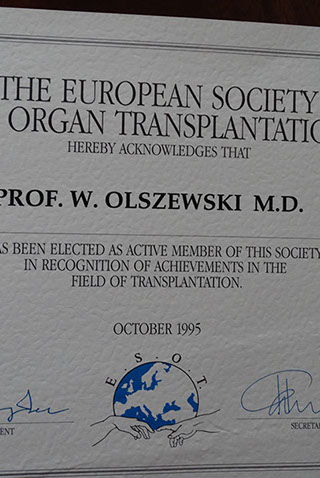 THE EUROPEAN SOCIETY
ORGAN TRANSPLANTATIO
HEREBY ACKNOWLEDGES THAT
PROF. W. OLSZEWSKI M.D.
AS BEEN ELECTED AS ACTIVE MEMBER OF THIS SOCIETY
IN RECOGNITION OF ACHIEVEMENTS IN THE
FIELD OF TRANSPLANTATION.
OCTOBER 1995
E.S.O.T.
ENT
SECRETA